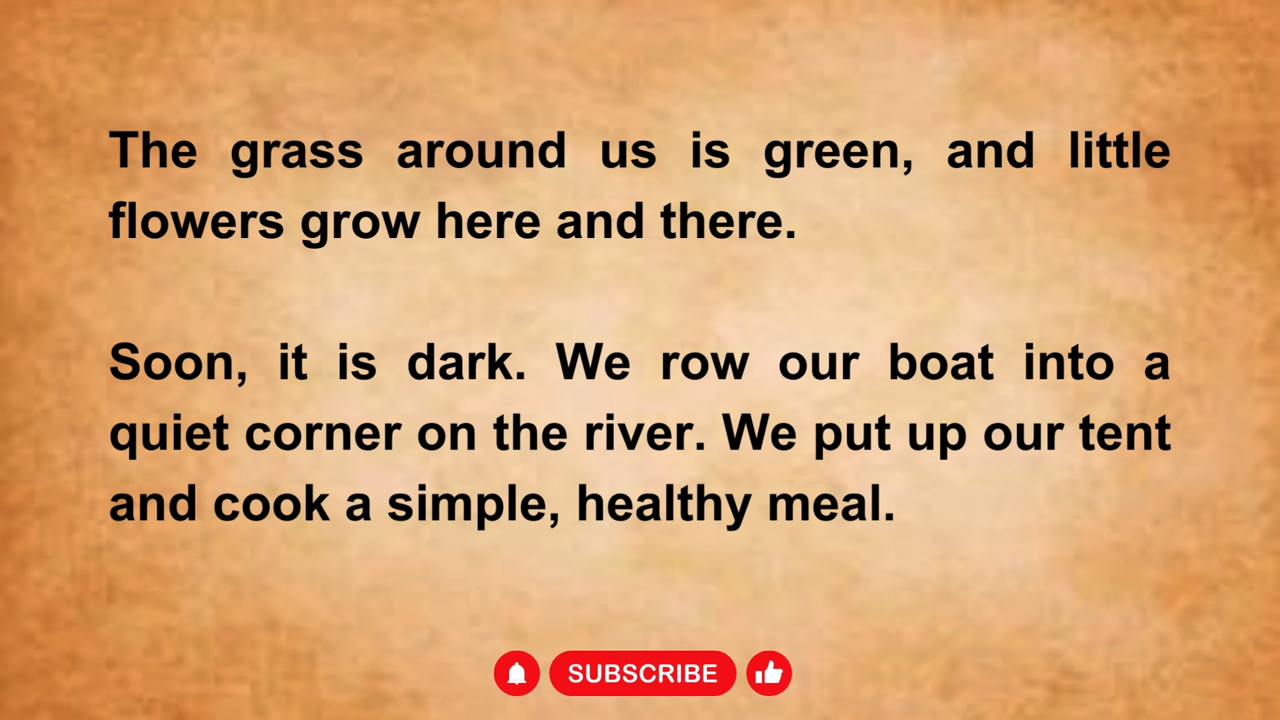 The grass around us is green, and little
flowers grow here and there.
Soon, it is dark. We row our boat into a
quiet corner on the river. We put up our tent
and cook a simple, healthy meal.
SUBSCRIBE